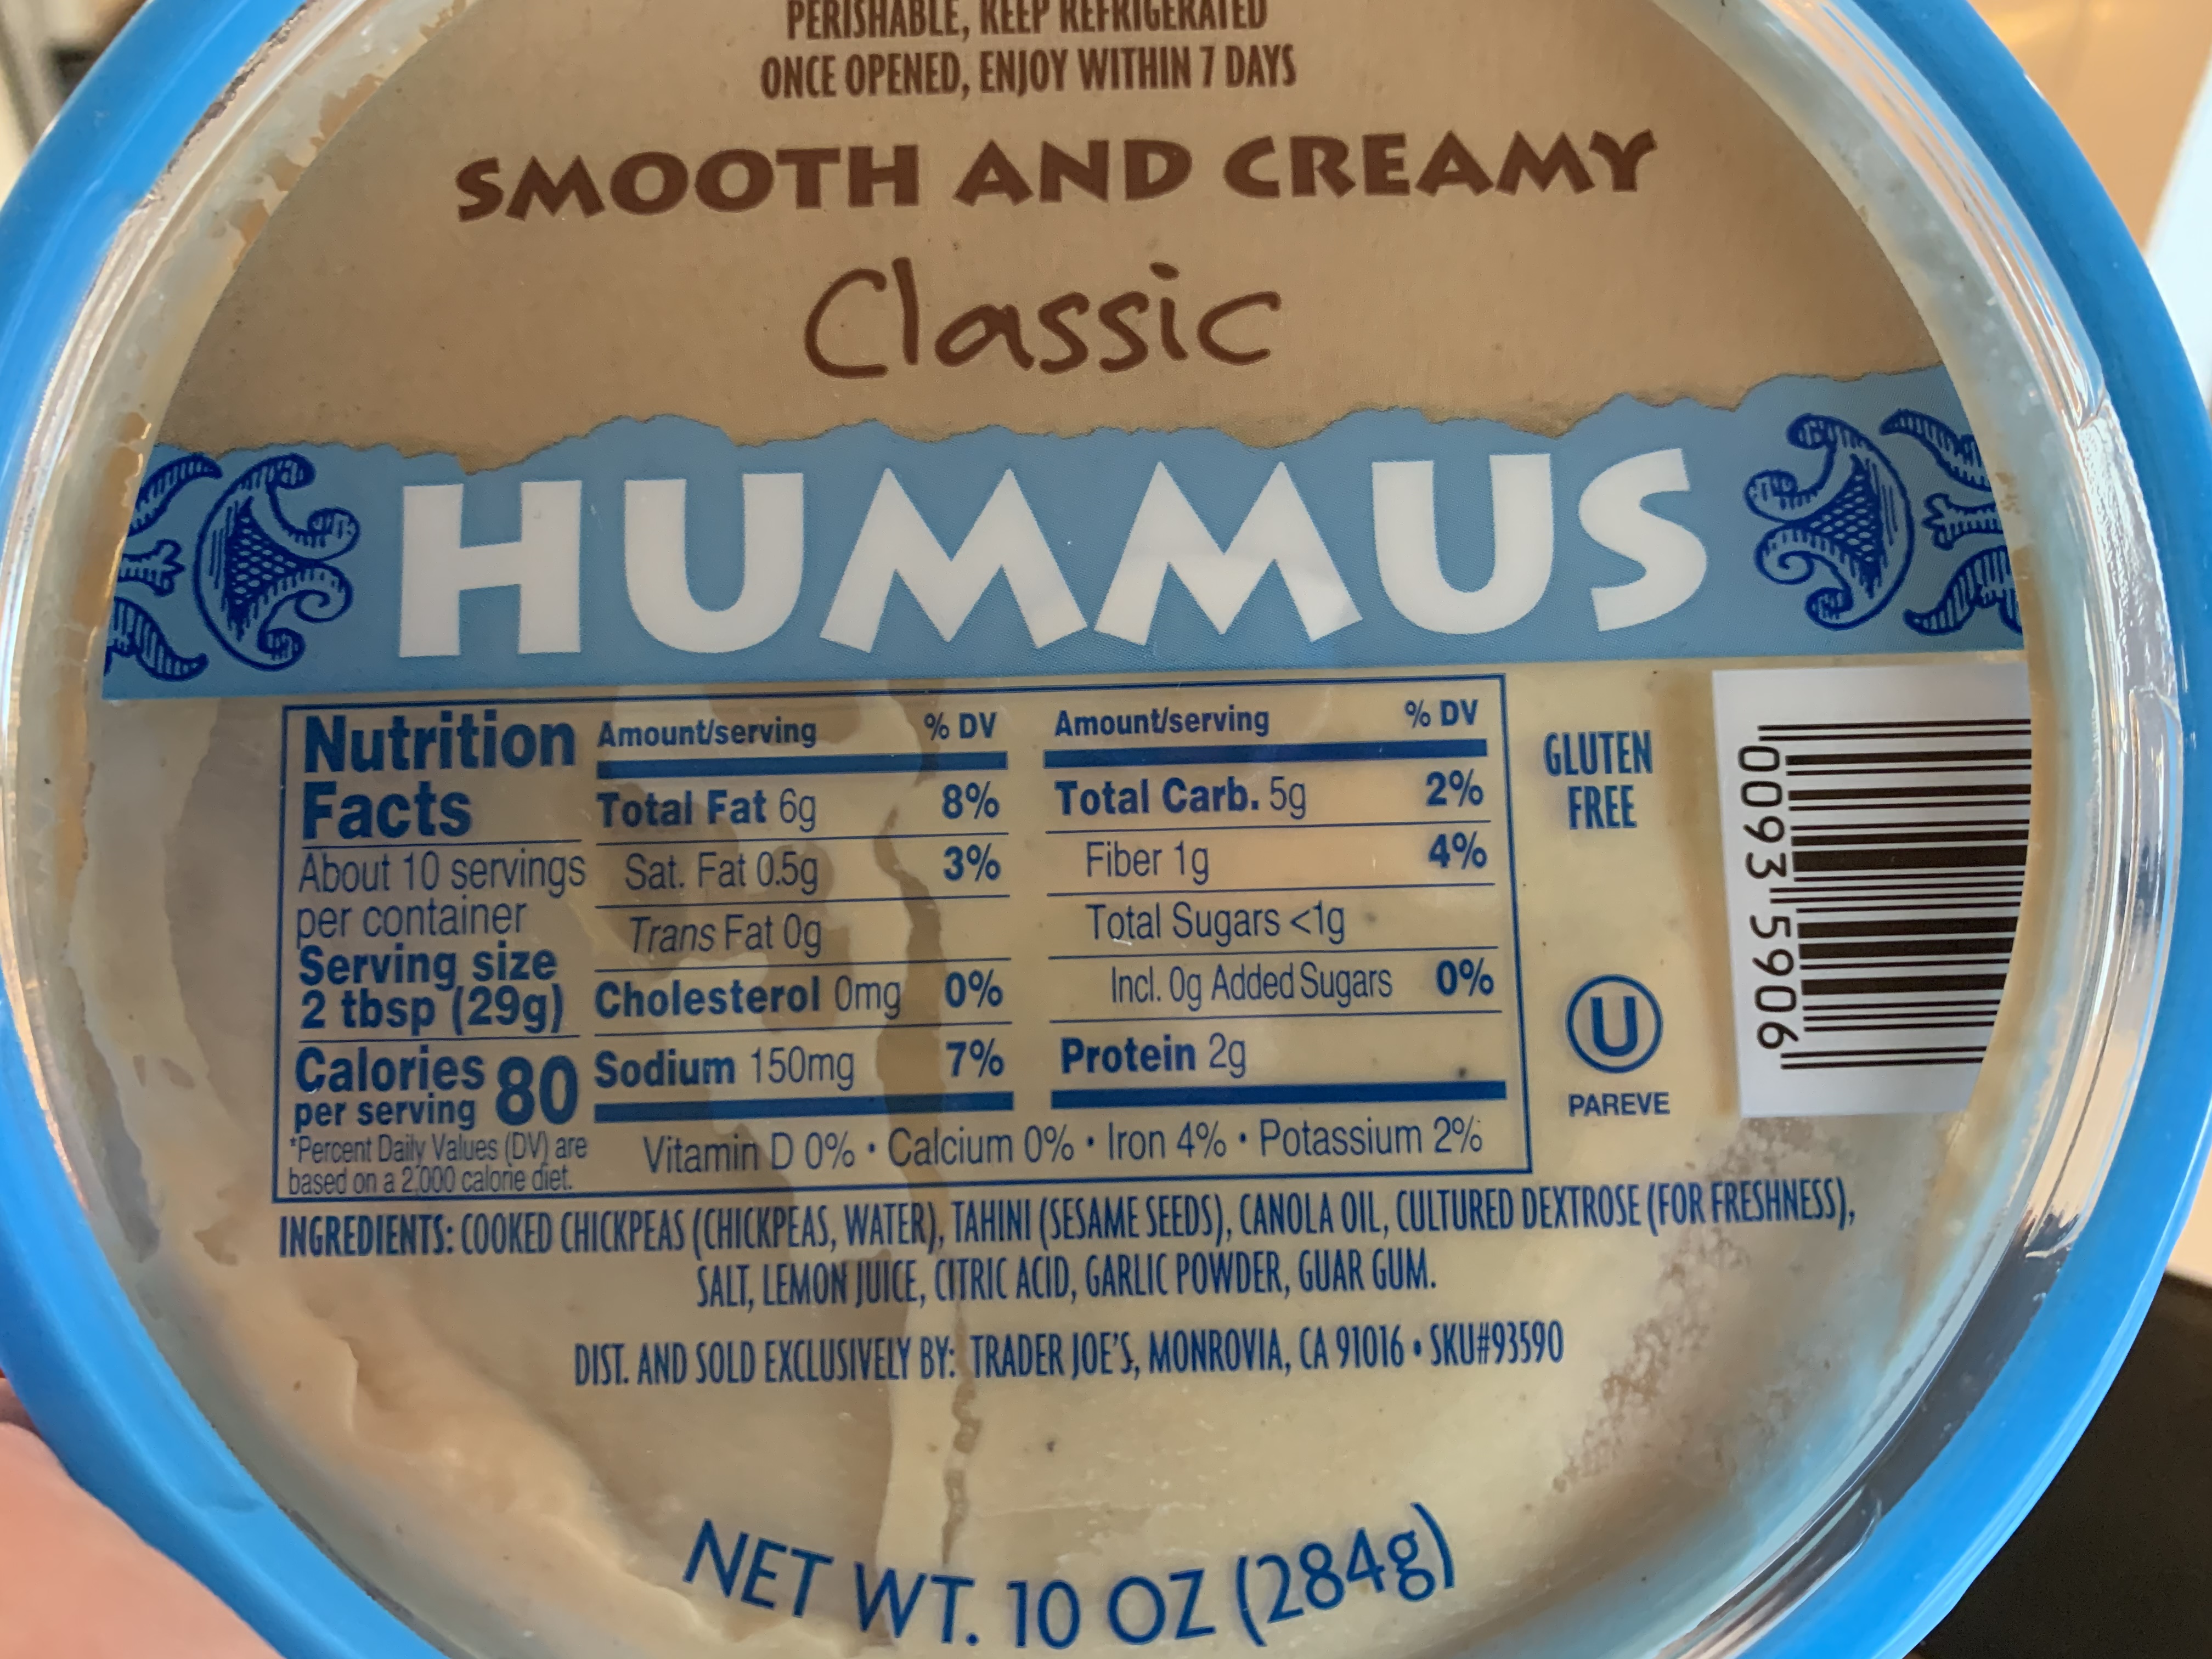 PERISHABLE, KEEP REFRIGERATED
ONCE OPENED, ENJOY WITHIN 7 DAYS
SMOOTH AND CREAMY
Classic
HUMMUS
Nutrition
Facts
About 10 servings
per container
Serving size
2 tbsp (29g)
Calories 80
per serving
*Percent Daily Values (DV) are
based on a 2,000 calorie diet.
Amount/serving % DV
Total Fat 6g 8%
Sat. Fat 0.5g 3%
Trans Fat 0g
Cholesterol 0mg 0%
Sodium 150mg 7%
Amount/serving % DV
Total Carb. 5g 2%
Fiber 1g 4%
Total Sugars <1g
Incl. 0g Added Sugars 0%
Protein 2g
Vitamin D 0% • Calcium 0% • Iron 4% • Potassium 2%
GLUTEN
FREE
U
PAREVE
0093 5906
INGREDIENTS: COOKED CHICKPEAS (CHICKPEAS, WATER), TAHINI (SESAME SEEDS), CANOLA OIL, CULTURED DEXTROSE (FOR FRESHNESS),
SALT, LEMON JUICE, CITRIC ACID, GARLIC POWDER, GUAR GUM.
DIST. AND SOLD EXCLUSIVELY BY: TRADER JOE'S, MONROVIA, CA 91016 • SKU#93590
NET WT. 10 OZ (284g)